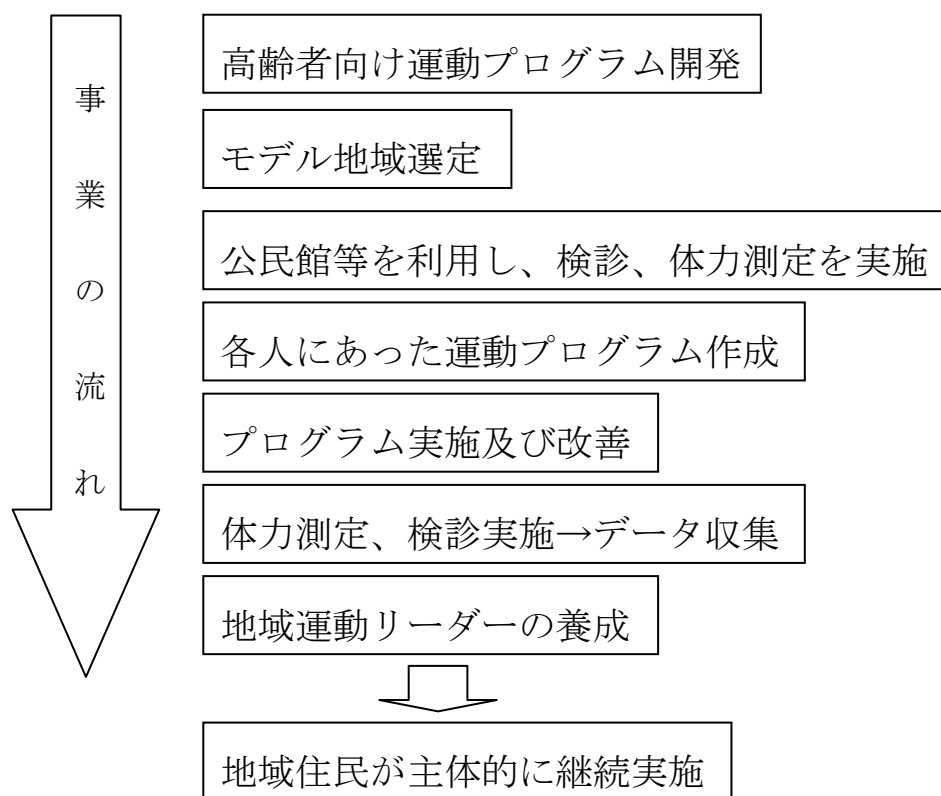 事業の流れ
高齢者向け運動プログラム開発
モデル地域選定
公民館等を利用し、検診、体力測定を実施
各人にあった運動プログラム作成
プログラム実施及び改善
体力測定、検診実施→データ収集
地域運動リーダーの養成
地域住民が主体的に継続実施